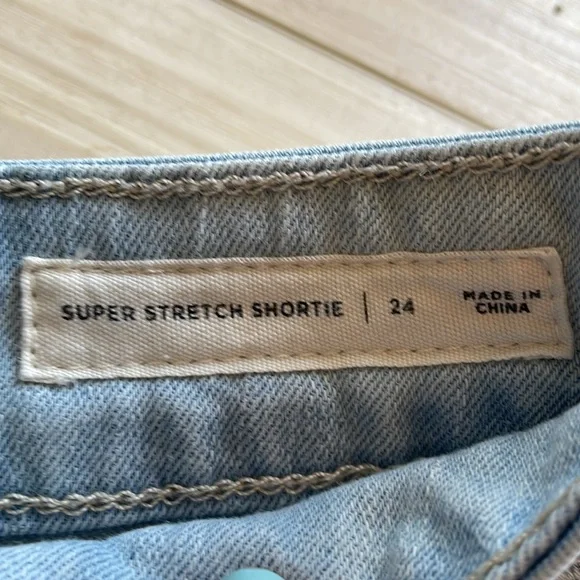 SUPER STRETCH SHORTIE | 24
MADE IN
CHINA